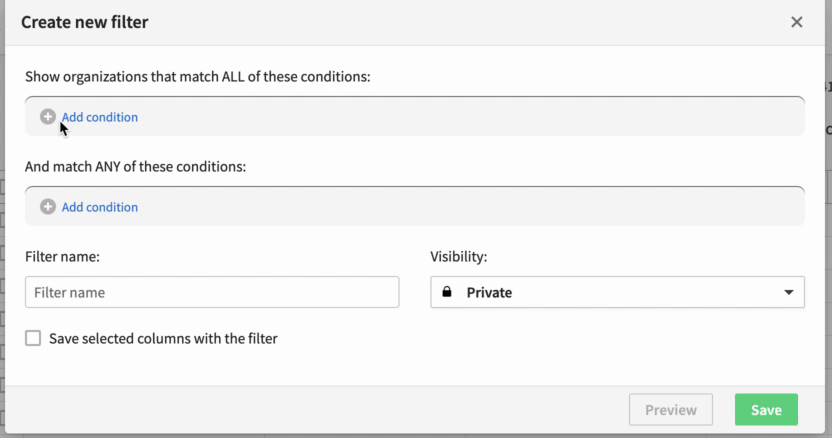 Create new filter
Show organizations that match ALL of these conditions:
Add condition
And match ANY of these conditions:
Add condition
Filter name:
Visibility:
Filter name
Private
Save selected columns with the filter
Preview
Save